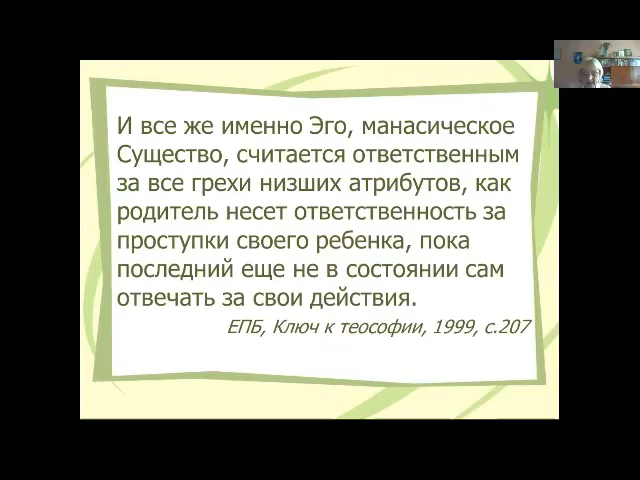 И все же именно Эго, манасическое
Существо, считается ответственным
за все грехи низших атрибутов, как
родитель несет ответственность за
проступки своего ребенка, пока
последний еще не в состоянии сам
отвечать за свои действия.
ЕПБ, Ключ к теософии, 1999, с.207